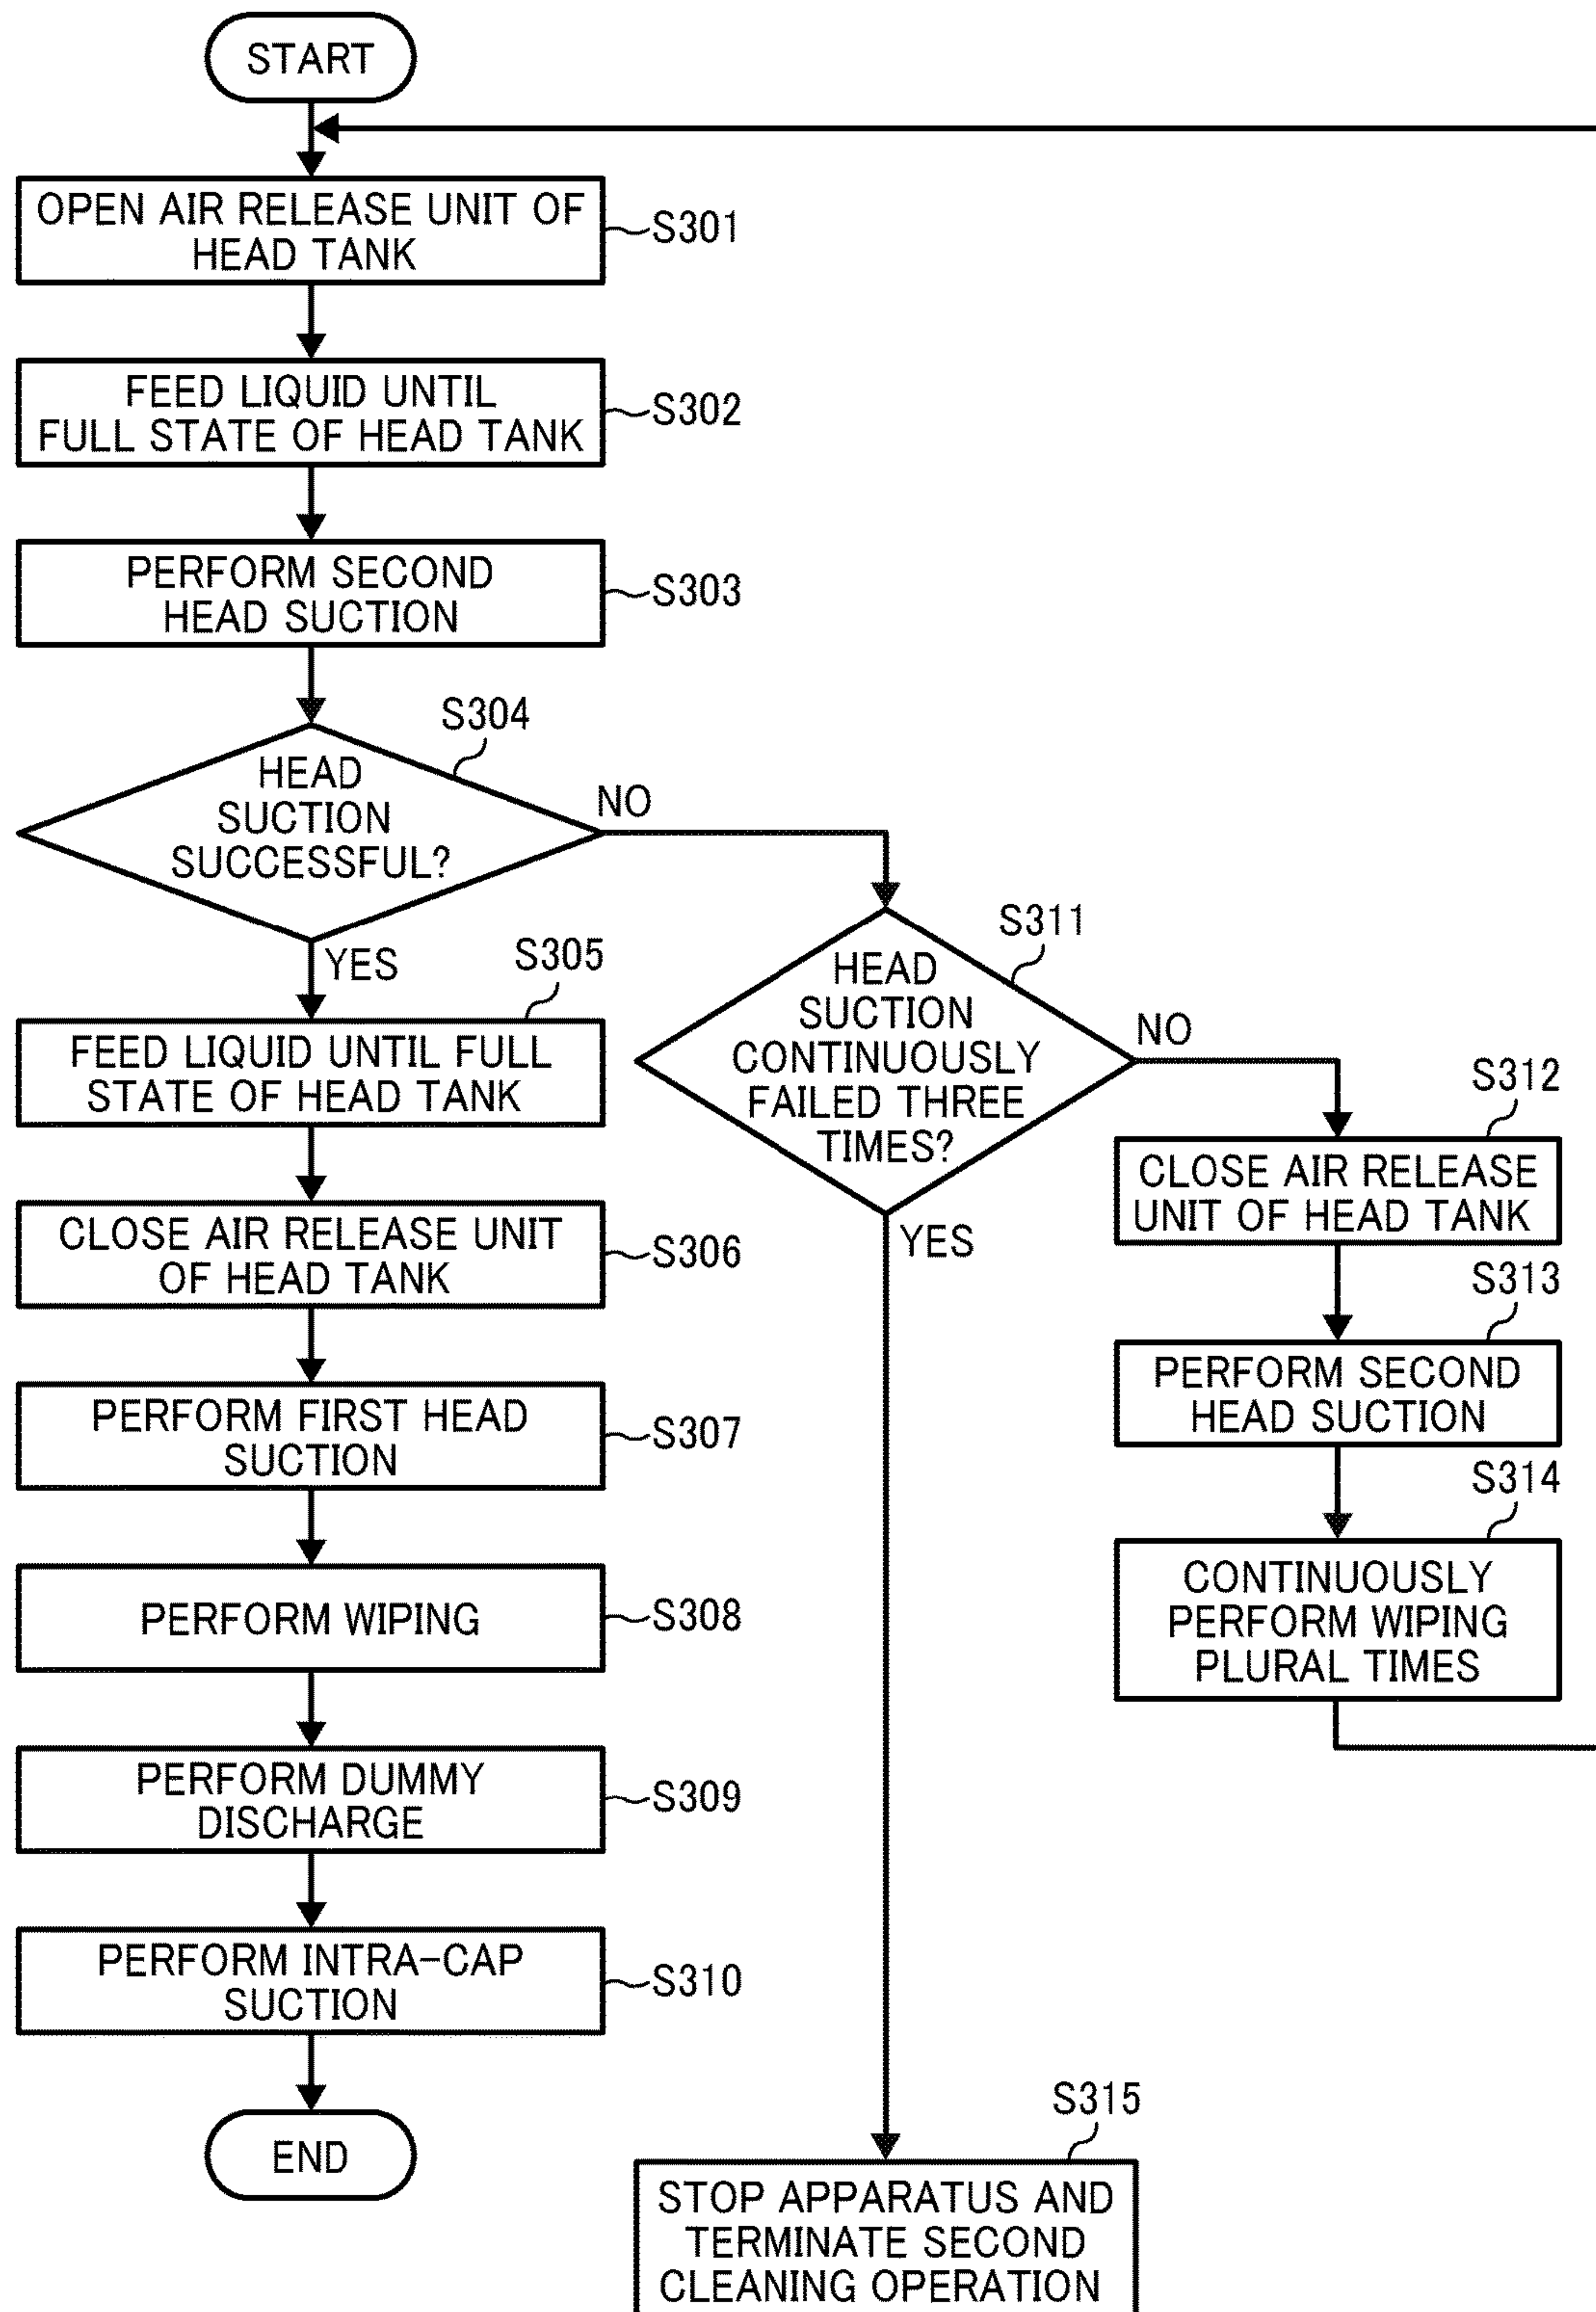 START
OPEN AIR RELEASE UNIT OF
HEAD TANK
S301
FEED LIQUID UNTIL
FULL STATE OF HEAD TANK
S302
PERFORM SECOND
HEAD SUCTION
S303
S304
HEAD
SUCTION
SUCCESSFUL?
NO
YES
S305
FEED LIQUID UNTIL FULL
STATE OF HEAD TANK
CLOSE AIR RELEASE UNIT
OF HEAD TANK
S306
PERFORM FIRST HEAD
SUCTION
S307
PERFORM WIPING
S308
PERFORM DUMMY
DISCHARGE
S309
PERFORM INTRA-CAP
SUCTION
S310
END
S311
HEAD
SUCTION
CONTINUOUSLY
FAILED THREE
TIMES?
NO
YES
S312
CLOSE AIR RELEASE
UNIT OF HEAD TANK
S313
PERFORM SECOND
HEAD SUCTION
S314
CONTINUOUSLY
PERFORM WIPING
PLURAL TIMES
S315
STOP APPARATUS AND
TERMINATE SECOND
CLEANING OPERATION